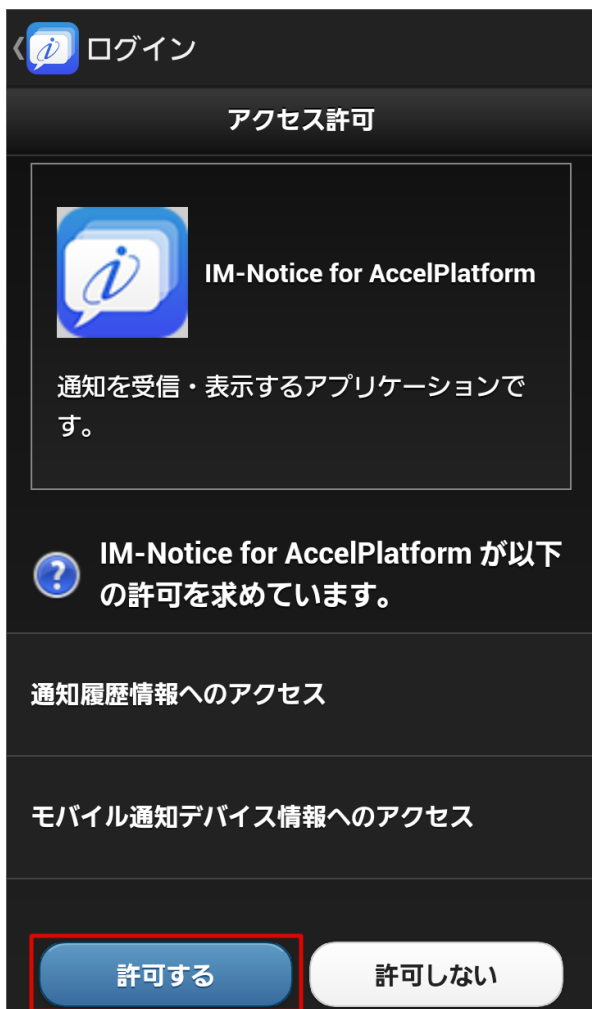 ログイン
アクセス許可
IM-Notice for AccelPlatform
通知を受信・表示するアプリケーションで
す。
IM-Notice for AccelPlatform が以下
の許可を求めています。
通知履歴情報へのアクセス
モバイル通知デバイス情報へのアクセス
許可する
許可しない